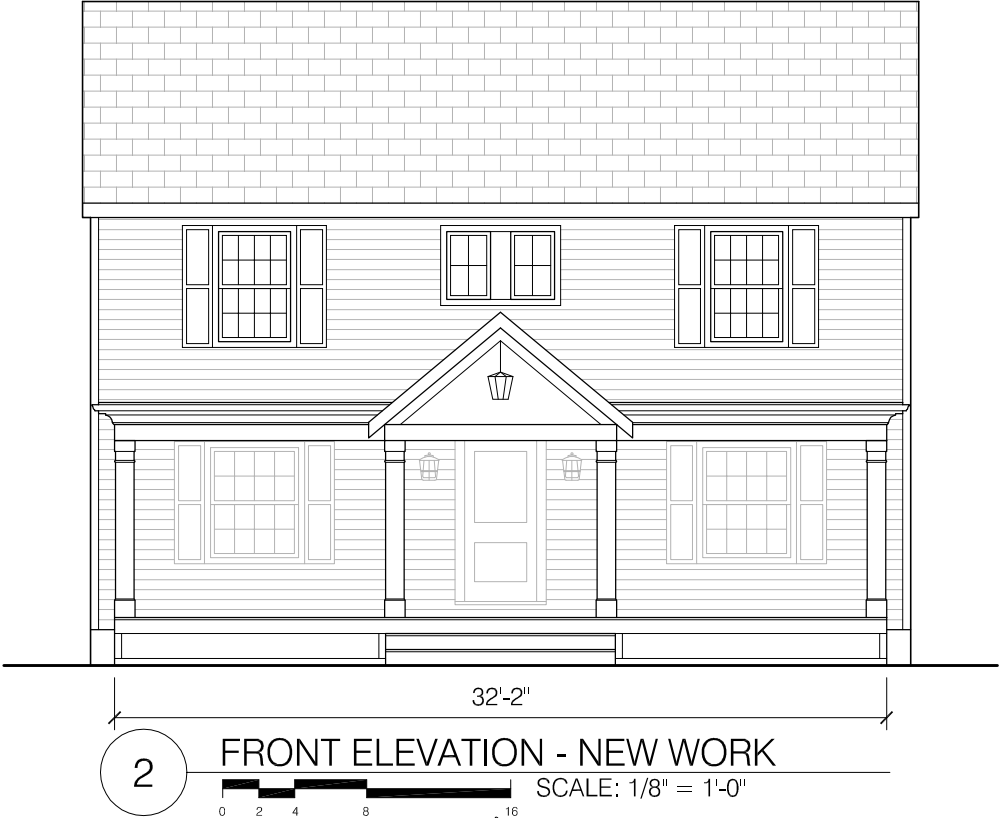 32'-2"
2
FRONT ELEVATION - NEW WORK
SCALE: 1/8" = 1'-0"
0 2 4 8 16